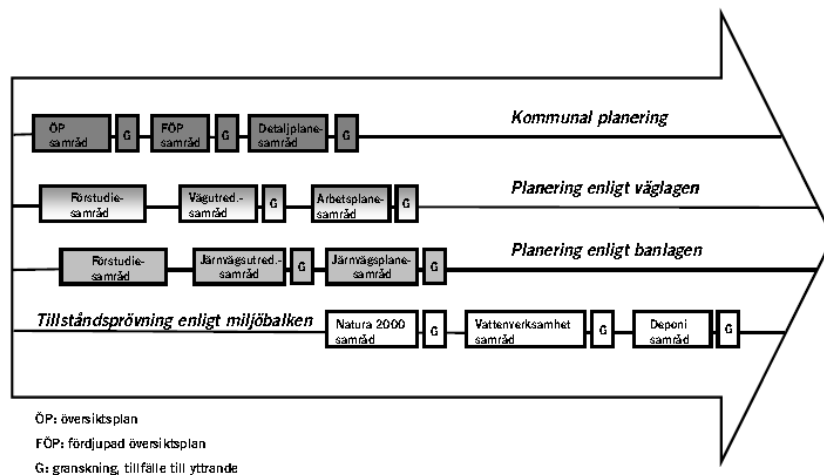 ÖP
samråd
G
FÖP
samråd
G
Detaljplane-
samråd
G
Kommunal planering
Förstudie-
samråd
Vägutred.-
samråd
G
Arbetsplane-
samråd
G
Planering enligt väglagen
Förstudie-
samråd
Järnvägsutred.-
samråd
G
Järnvägsplane-
samråd
G
Planering enligt banlagen
Tillståndsprövning enligt miljöbalken
Natura 2000
samråd
G
Vattenverksamhet
samråd
G
Deponi
samråd
G
ÖP: översiktsplan
FÖP: fördjupad översiktsplan
G: granskning, tillfälle till yttrande